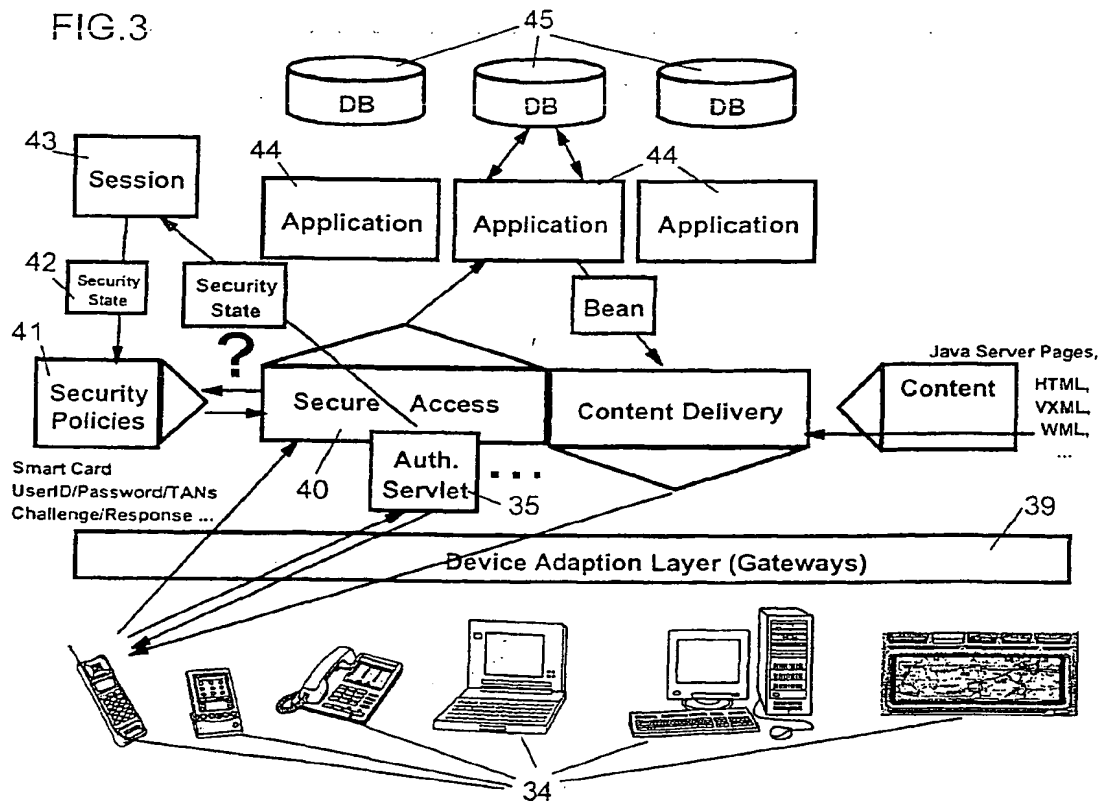 FIG.3
45
DB
DB
DB
43
Session
44
Application
Application
44
Application
42
Security
State
Security
State
Bean
41
Security
Policies
?
Secure Access
Content Delivery
Java Server Pages,
Content
HTML,
VXML,
WML,
...
Smart Card
UserID/Password/TANs
Challenge/Response ...
40
Auth.
Servlet
35
...
39
Device Adaption Layer (Gateways)
34